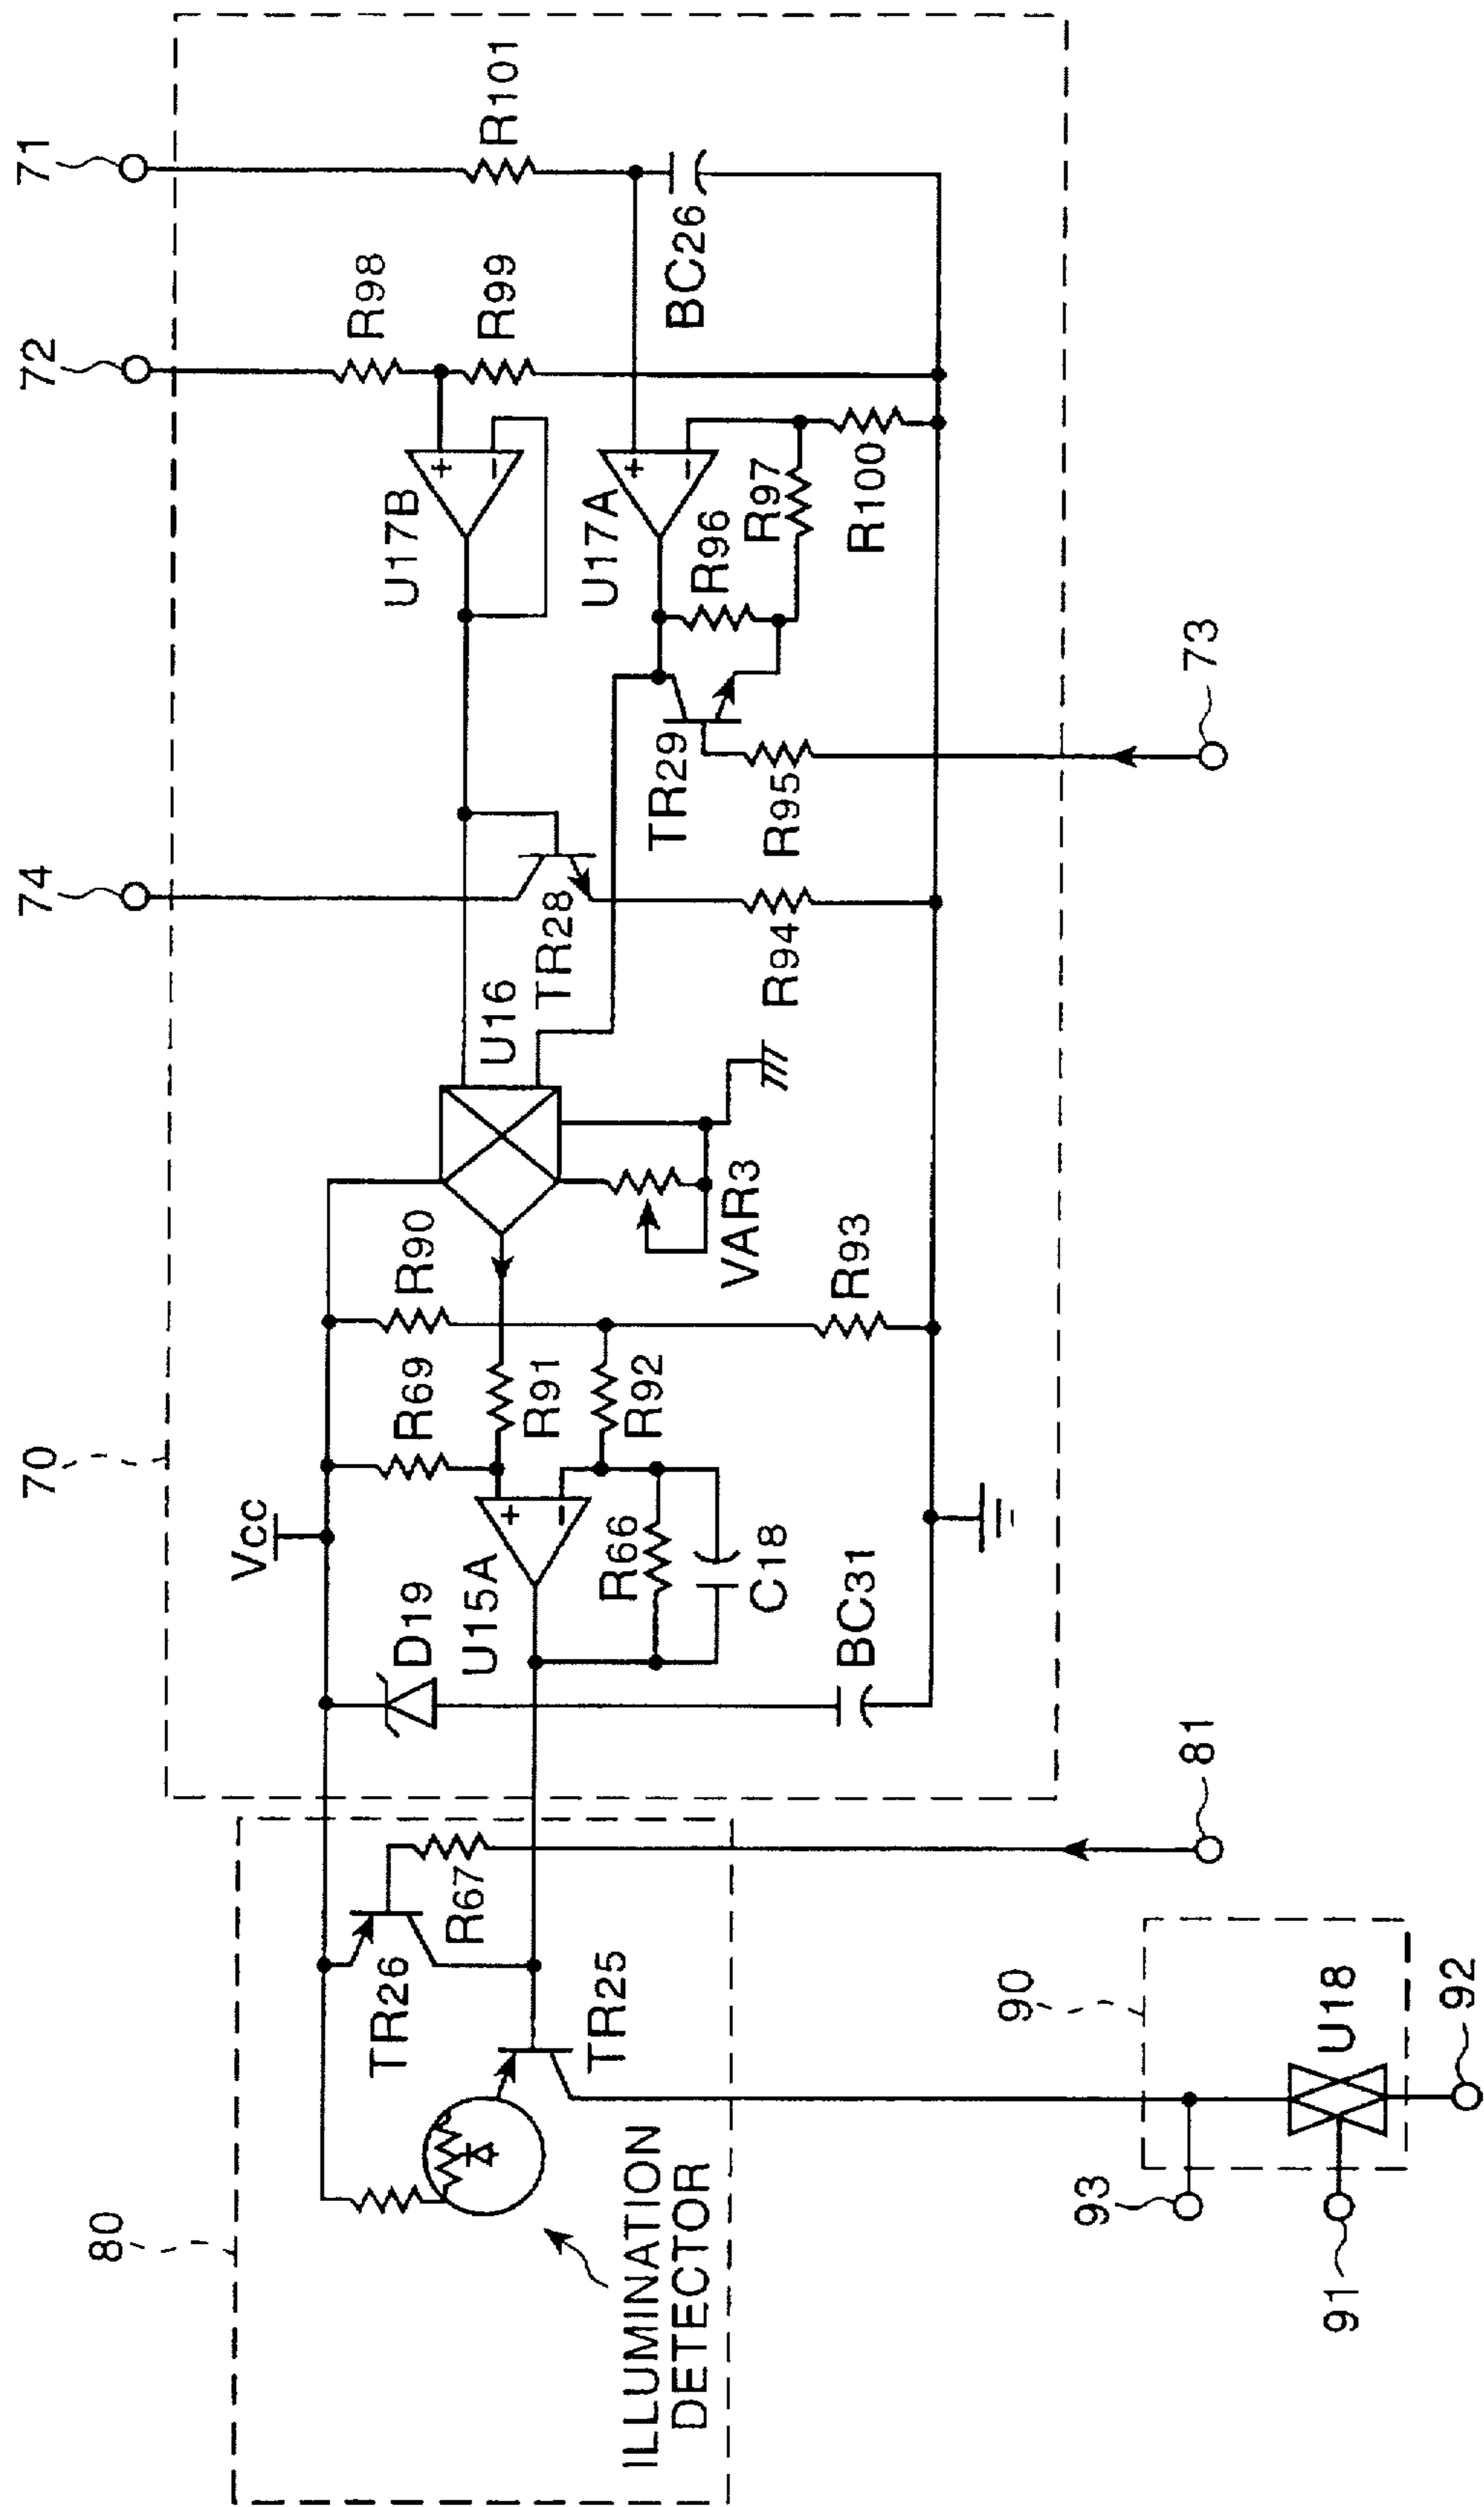 80
ILLUMINATION
DETECTOR
TR26
R67
TR25
81
90
U18
93
91
92
70
Vcc
D19
U15A
R69
R90
R91
R92
R66
C18
BC31
R93
VAR3
U16
TR28
R94
R95
TR29
74
U17B
+
−
U17A
+
−
R96
R97
R100
73
72
R98
R99
71
R101
BC26
+
−